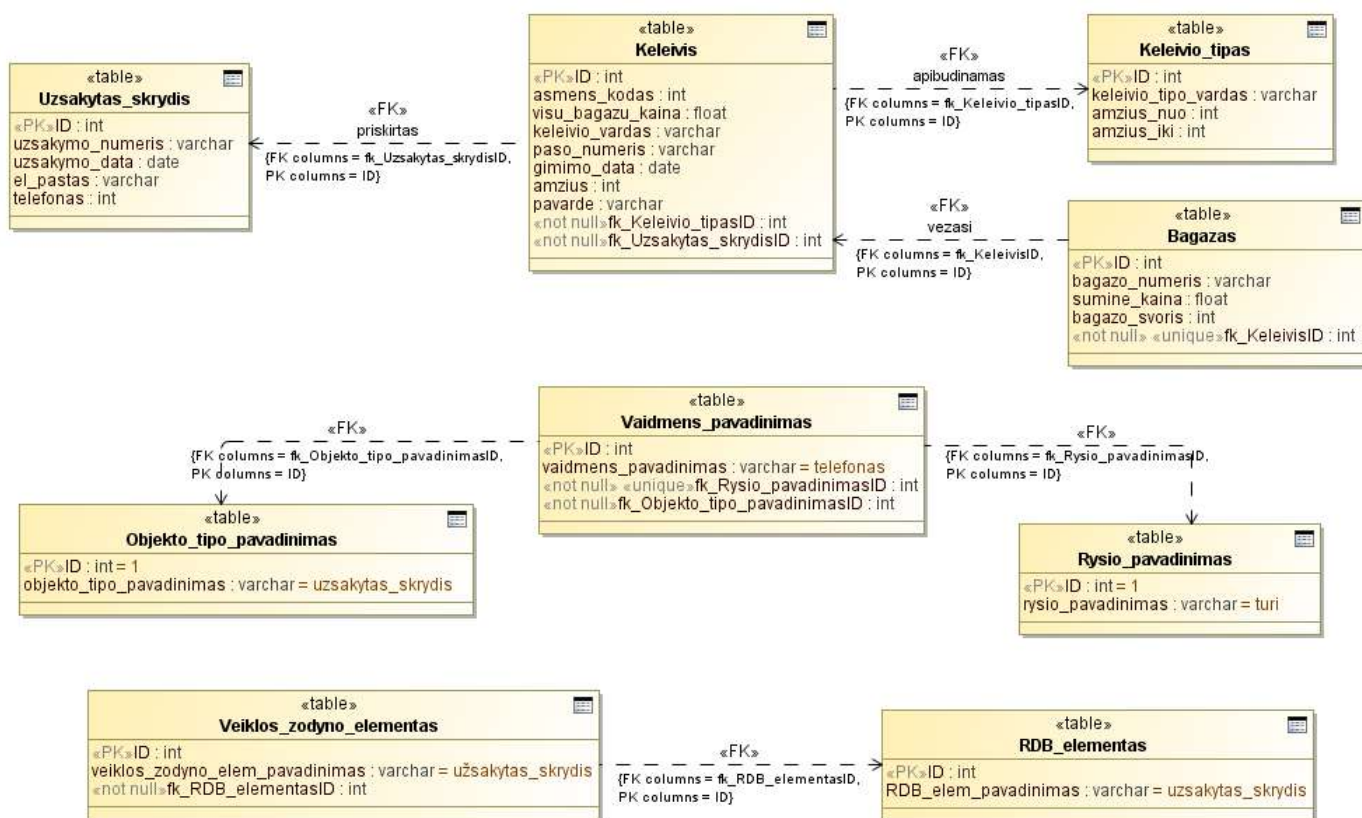 «table»
Uzsakytas_skrydis
«PK»ID : int
uzsakymo_numeris : varchar
uzsakymo_data : date
el_pastas : varchar
telefonas : int
«FK»
priskirtas
{FK columns = fk_Uzsakytas_skrydisID,
PK columns = ID}
«table»
Keleivis
«PK»ID : int
asmens_kodas : int
visu_bagazu_kaina : float
keleivio_vardas : varchar
paso_numeris : varchar
gimimo_data : date
amzius : int
pavarde : varchar
«not null»fk_Keleivio_tipasID : int
«not null»fk_Uzsakytas_skrydisID : int
«FK»
apibudinamas
{FK columns = fk_Keleivio_tipasID,
PK columns = ID}
«table»
Keleivio_tipas
«PK»ID : int
keleivio_tipo_vardas : varchar
amzius_nuo : int
amzius_iki : int
«FK»
vezasi
{FK columns = fk_KeleivisID,
PK columns = ID}
«table»
Bagazas
«PK»ID : int
bagazo_numeris : varchar
sumine_kaina : float
bagazo_svoris : int
«not null» «unique»fk_KeleivisID : int
«FK»
{FK columns = fk_Objekto_tipo_pavadinimasID,
PK columns = ID}
«table»
Vaidmens_pavadinimas
«PK»ID : int
vaidmens_pavadinimas : varchar = telefonas
«not null» «unique»fk_Rysio_pavadinimasID : int
«not null»fk_Objekto_tipo_pavadinimasID : int
«FK»
{FK columns = fk_Rysio_pavadinimasID,
PK columns = ID}
«table»
Objekto_tipo_pavadinimas
«PK»ID : int = 1
objekto_tipo_pavadinimas : varchar = uzsakytas_skrydis
«table»
Rysio_pavadinimas
«PK»ID : int = 1
rysio_pavadinimas : varchar = turi
«table»
Veiklos_zodyno_elementas
«PK»ID : int
veiklos_zodyno_elem_pavadinimas : varchar = užsakytas_skrydis
«not null»fk_RDB_elementasID : int
«FK»
{FK columns = fk_RDB_elementasID,
PK columns = ID}
«table»
RDB_elementas
«PK»ID : int
RDB_elem_pavadinimas : varchar = uzsakytas_skrydis